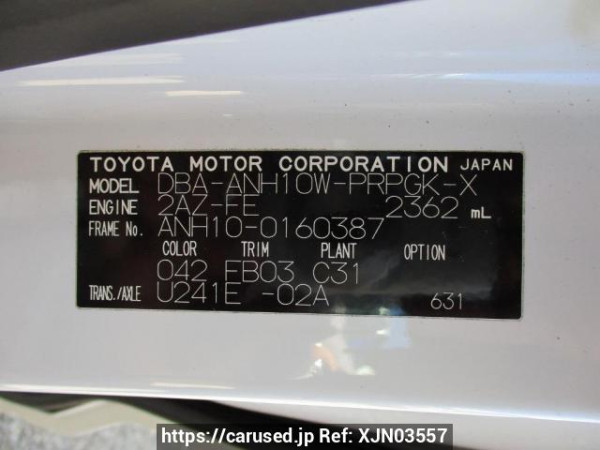 TOYOTA MOTOR CORPORATION JAPAN
MODEL DBA-ANH10W-PRPGK-X
ENGINE 2AZ-FE 2362 mL
FRAME No. ANH10-0160387
COLOR TRIM PLANT OPTION
042 FB03 C31
TRANS./AXLE U241E -02A 631
https://carused.jp Ref: XJN03557